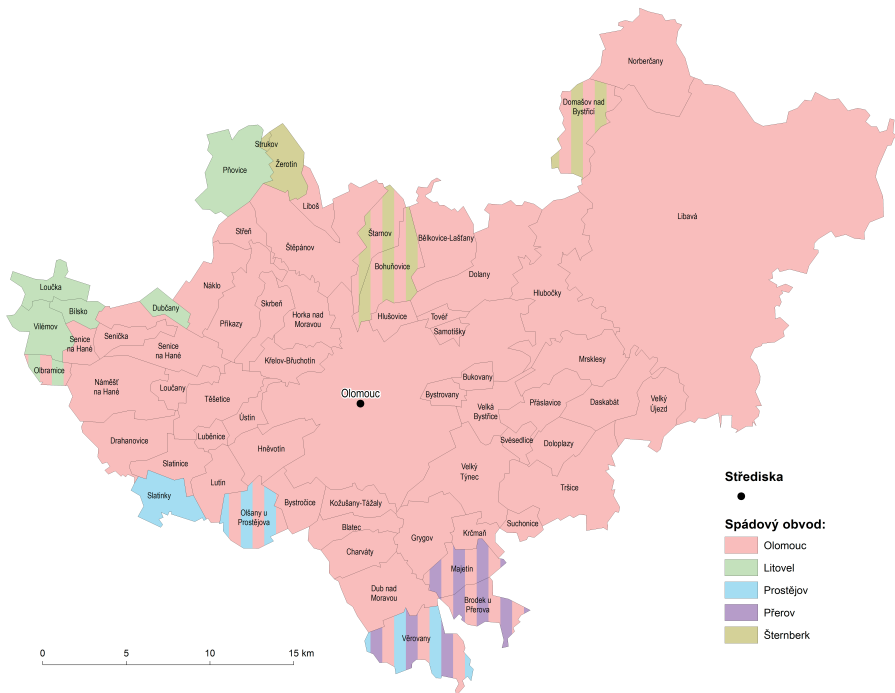 Norberčany
Domašov nad
Bystřicí
Strukov
Žerotín
Pňovice
Liboš
Libavá
Střeň
Štarnov
Bělkovice-Lašťany
Štěpánov
Bohuňovice
Dolany
Loučka
Náklo
Hlubočky
Bílsko
Dubčany
Skrbeň
Horka nad
Moravou
Hlušovice
Tovéř
Vilémov
Příkazy
Samotišky
Senice
na Hané
Senička
Senice
na Hané
Křelov-Břuchotín
Mrsklesy
Olbramice
Náměšť
na Hané
Loučany
Bukovany
Těšetice
Olomouc
Bystrovany
Velká
Bystřice
Přáslavice
Daskabát
Velký
Újezd
Ústín
Drahanovice
Luběnice
Hněvotín
Svésedlice
Doloplazy
Slatinice
Velký
Týnec
Slatinky
Lutín
Tršice
Střediska
Olšany u
Prostějova
Bystročice
Kožušany-Tážaly
Blatec
Suchonice
Krčmaň
Grygov
Spádový obvod:
Charváty
Olomouc
Majetín
Litovel
Dub nad
Moravou
Prostějov
Brodek u
Přerova
Přerov
Věrovany
Šternberk
0 5 10 15 km